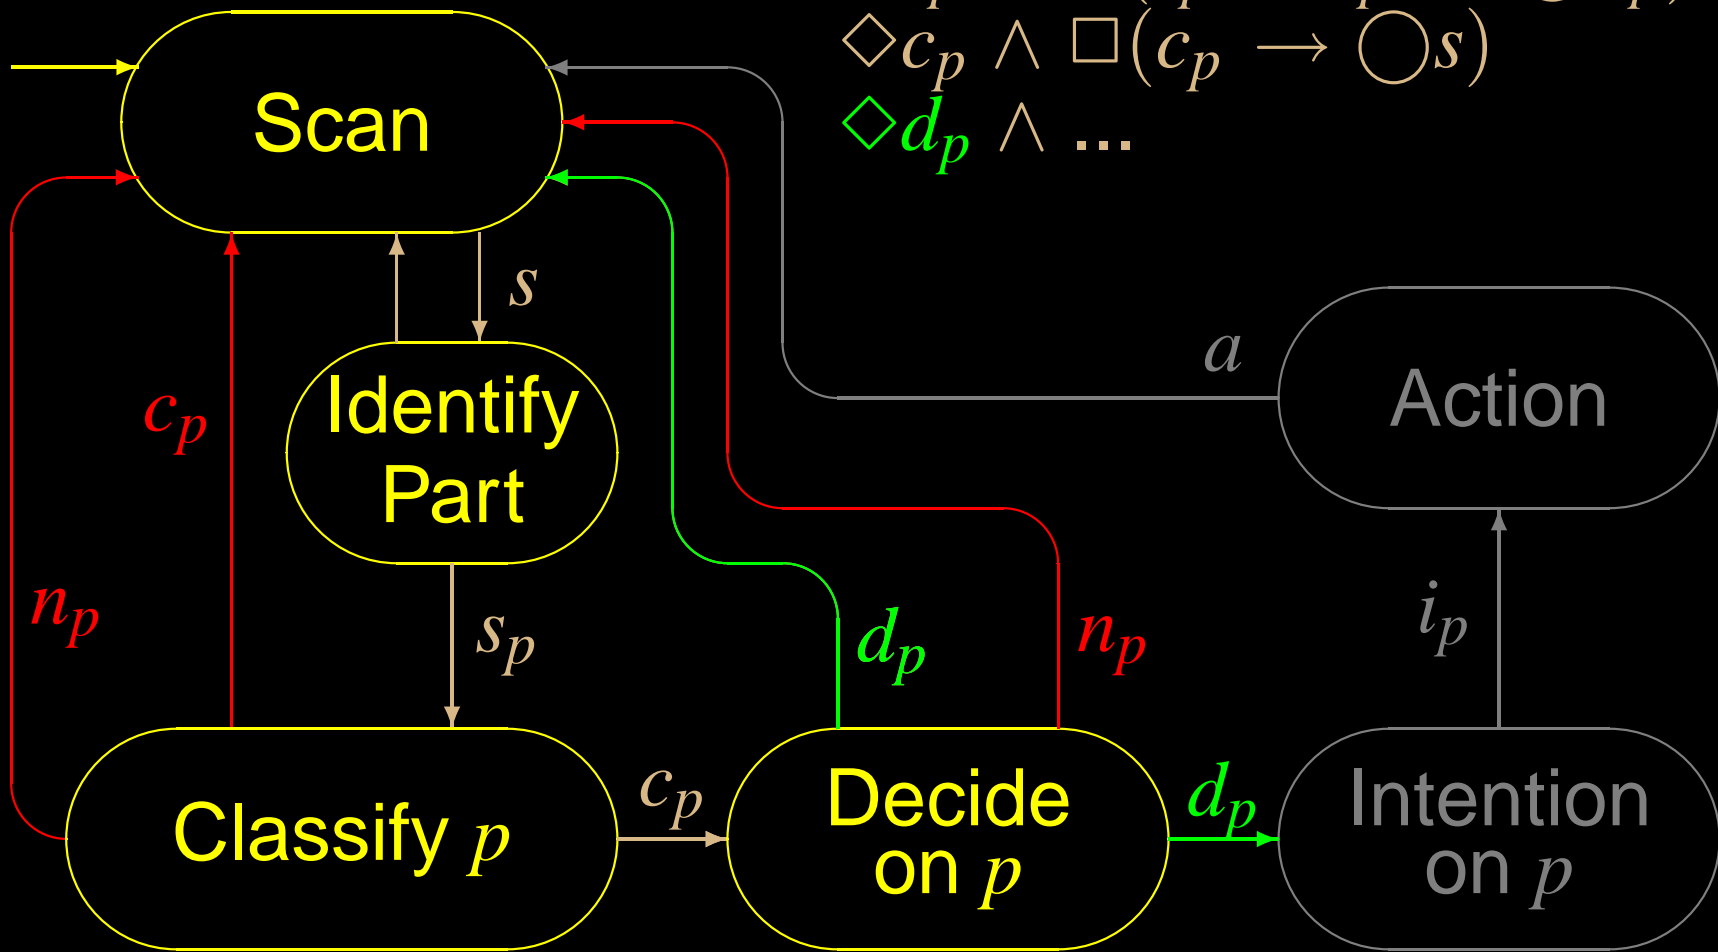 ◇c_p ∧ □(c_p → ◯s)
◇d_p ∧ ...
Scan
s
a
Action
Identify
Part
c_p
n_p
s_p
d_p
n_p
i_p
Classify p
c_p
Decide
on p
d_p
Intention
on p